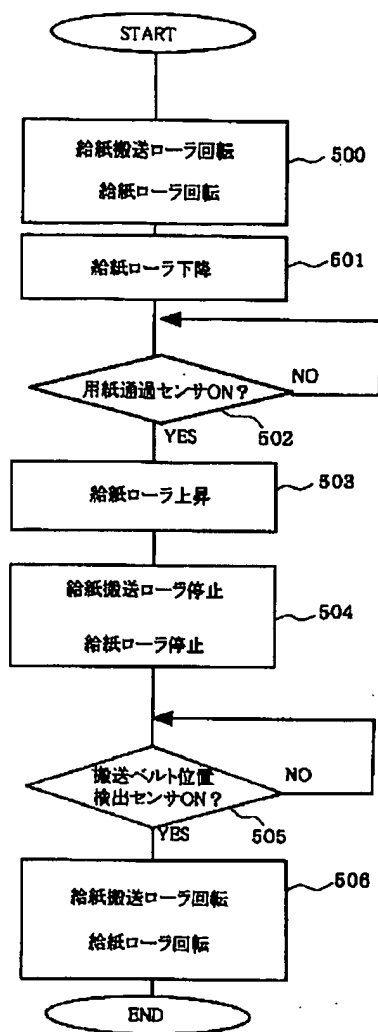 START
給紙搬送ローラ回転
給紙ローラ回転
500
給紙ローラ下降
501
用紙通過センサON?
NO
YES
502
給紙ローラ上昇
503
給紙搬送ローラ停止
給紙ローラ停止
504
搬送ベルト位置
検出センサON?
NO
YES
505
給紙搬送ローラ回転
給紙ローラ回転
506
END